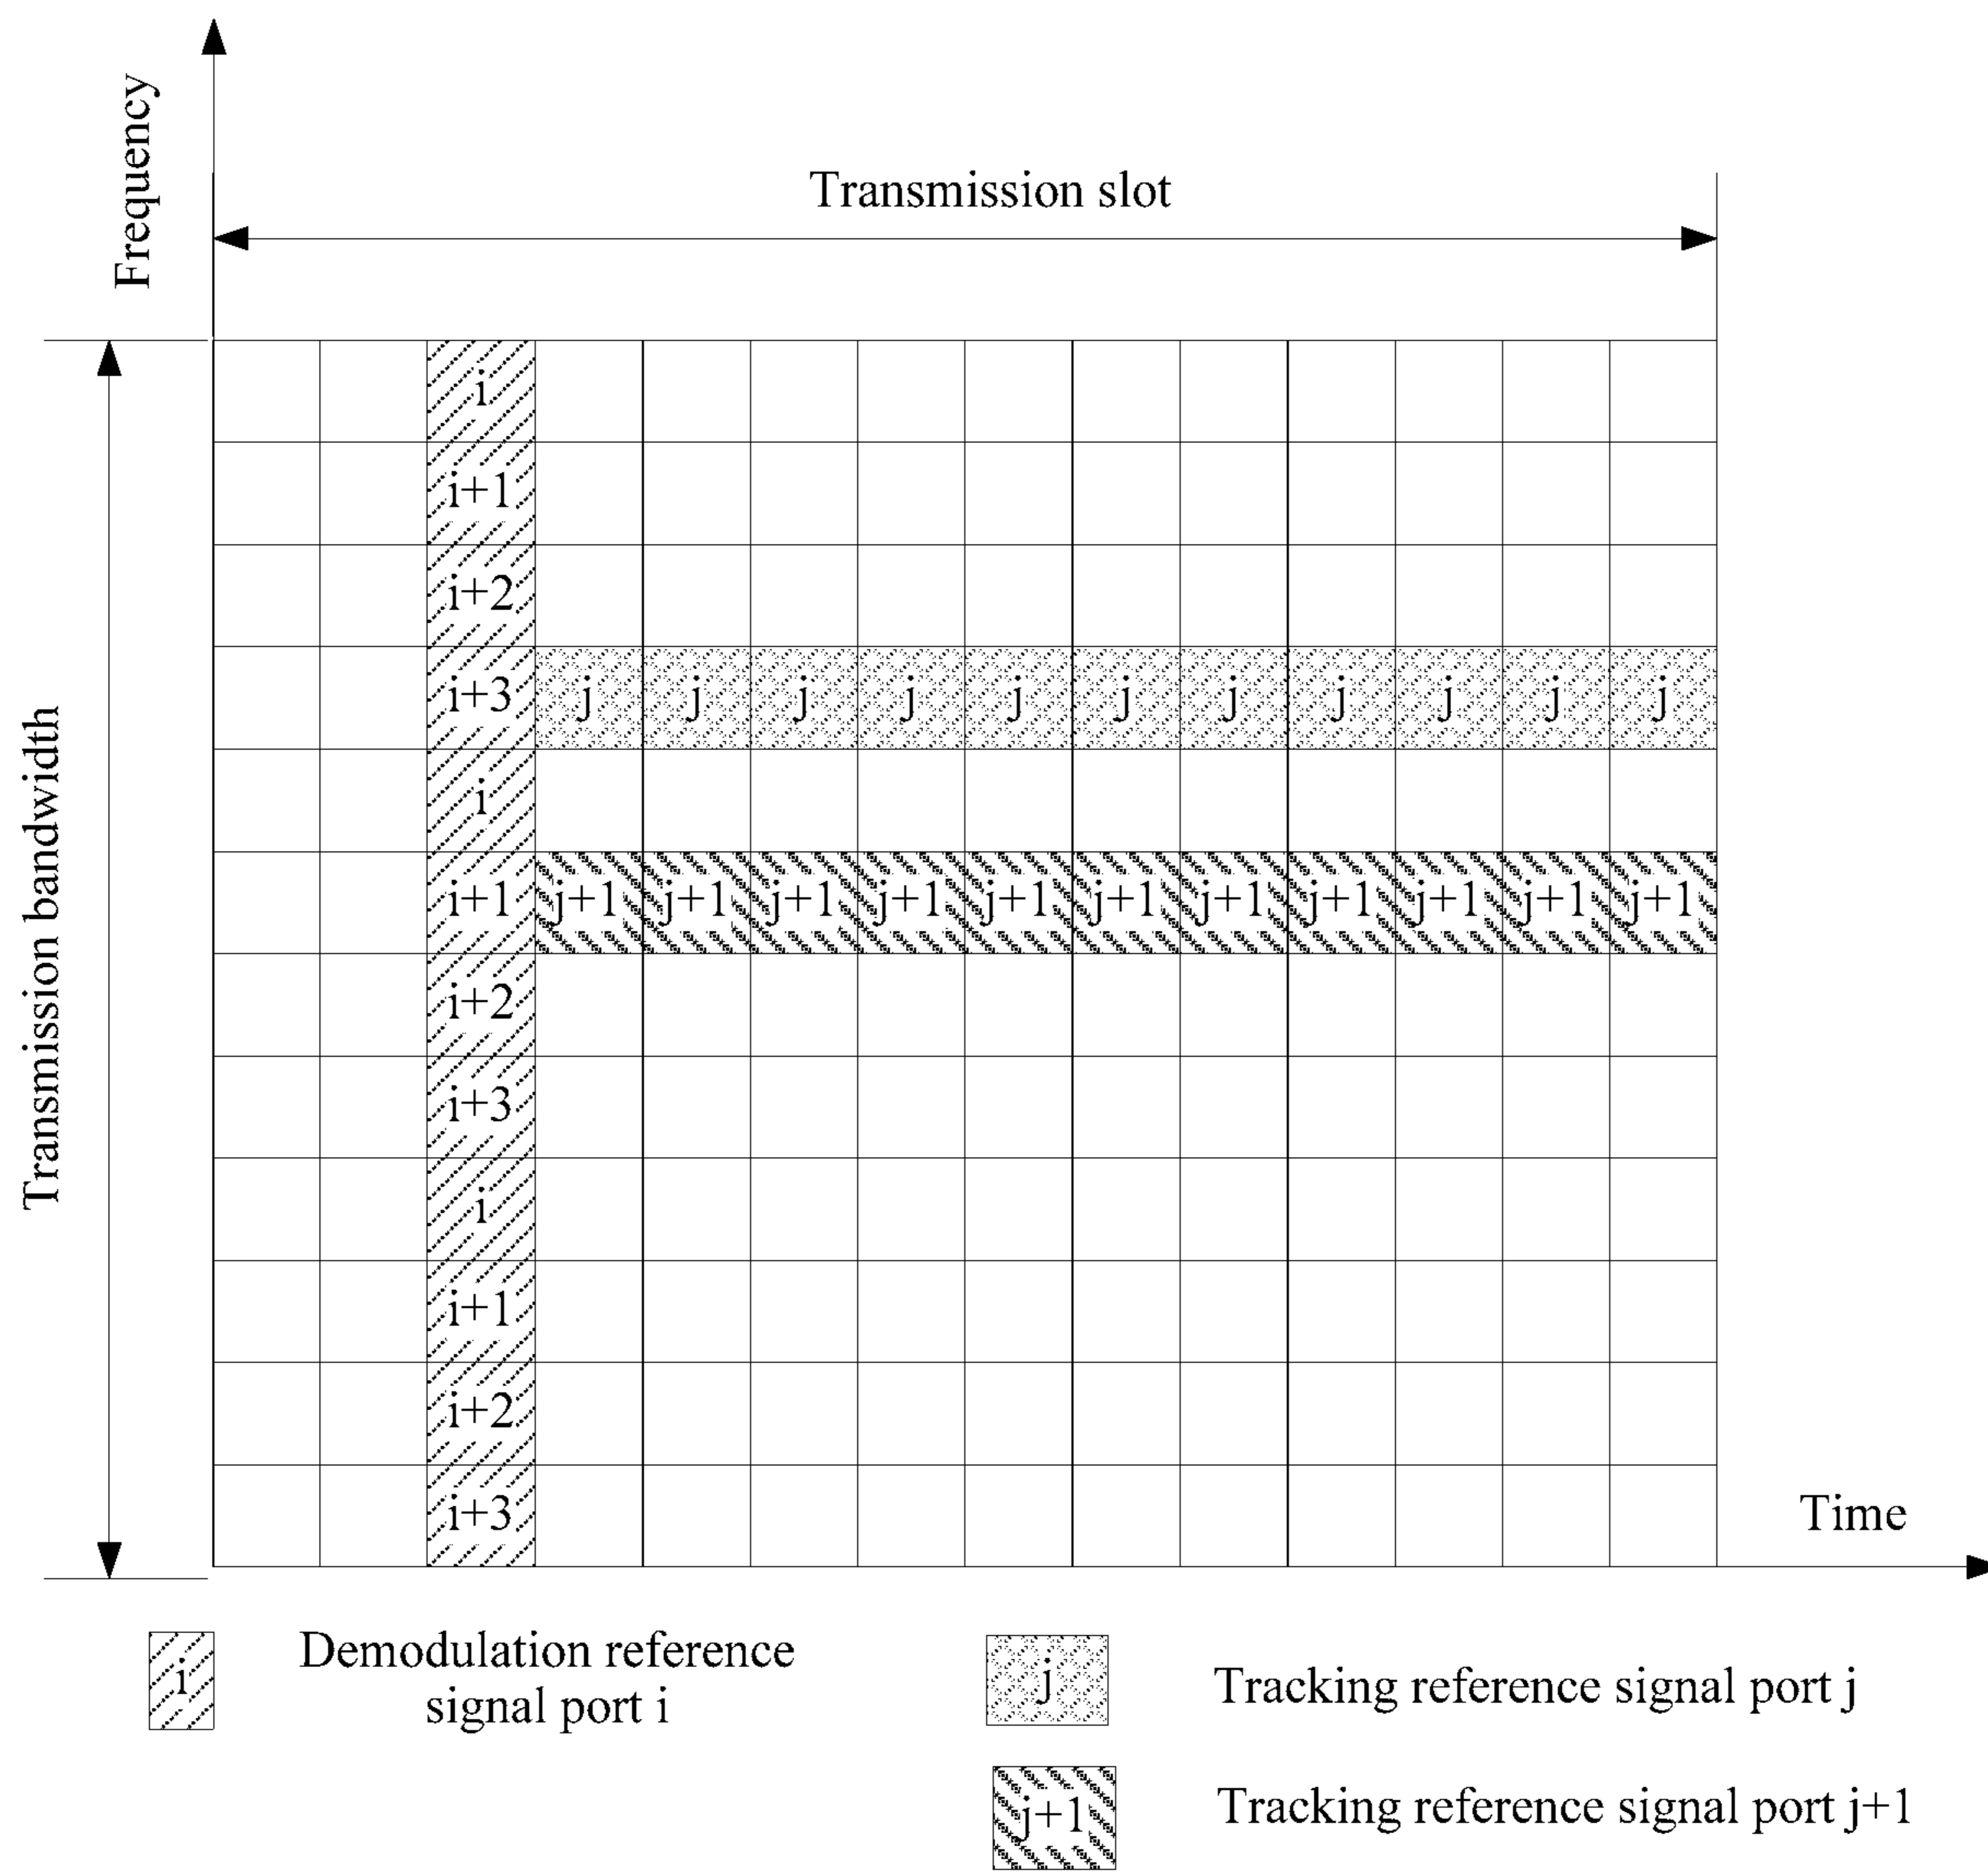 Frequency
Transmission slot
Transmission bandwidth
i
i+1
i+2
i+3 j j j j j j j j j j j
i
i+1 j+1 j+1 j+1 j+1 j+1 j+1 j+1 j+1 j+1 j+1 j+1
i+2
i+3
i
i+1
i+2
i+3
Time
i
Demodulation reference
signal port i
j
Tracking reference signal port j
j+1
Tracking reference signal port j+1